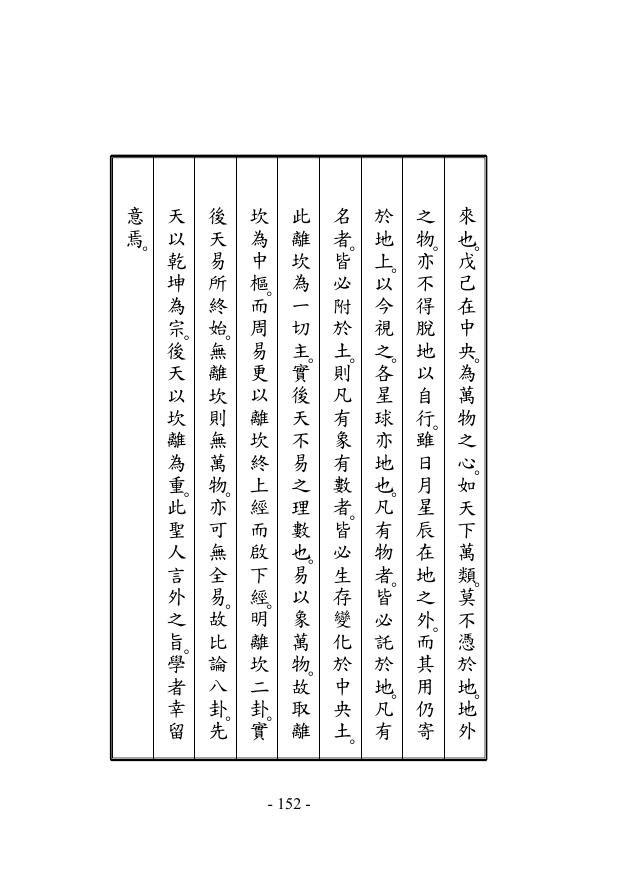 來也。戊己在中央。為萬物之心。如天下萬類。莫不憑於地。地外
之物。亦不得脫地以自行。雖日月星辰在地之外。而其用仍寄
於地上。以今視之。各星球亦地也。凡有物者。皆必託於地。凡有
名者。皆必附於土。則凡有象有數者。皆必生存變化於中央土。
此離坎為一切主。實後天不易之理數也。易以象萬物。故取離
坎為中樞。而周易更以離坎終上經而啟下經。明離坎二卦。實
後天易所終始。無離坎則無萬物。亦可無全易。故比論八卦。先
天以乾坤為宗。後天以坎離為重。此聖人言外之旨。學者幸留
意焉。
- 152 -